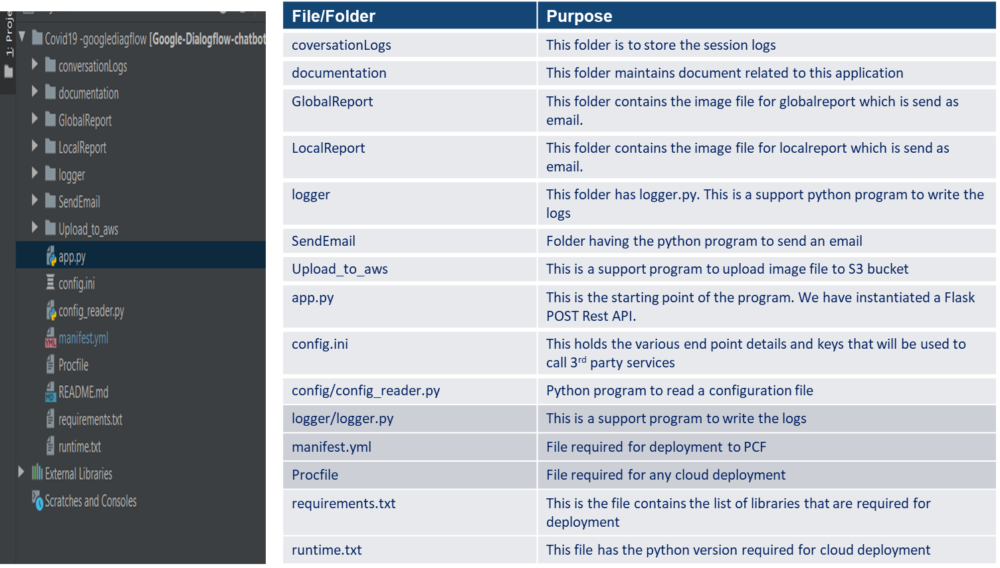 1: Proje
Covid19 -googlediagflow [Google-Dialogflow-chatbot
conversationLogs
documentation
GlobalReport
LocalReport
logger
SendEmail
Upload_to_aws
app.py
config.ini
config_reader.py
manifest.yml
Procfile
README.md
requirements.txt
runtime.txt
External Libraries
Scratches and Consoles
File/Folder Purpose
coversationLogs This folder is to store the session logs
documentation This folder maintains document related to this application
GlobalReport This folder contains the image file for globalreport which is send as
email.
LocalReport This folder contains the image file for localreport which is send as
email.
logger This folder has logger.py. This is a support python program to write the
logs
SendEmail Folder having the python program to send an email
Upload_to_aws This is a support program to upload image file to S3 bucket
app.py This is the starting point of the program. We have instantiated a Flask
POST Rest API.
config.ini This holds the various end point details and keys that will be used to
call 3rd party services
config/config_reader.py Python program to read a configuration file
logger/logger.py This is a support program to write the logs
manifest.yml File required for deployment to PCF
Procfile File required for any cloud deployment
requirements.txt This is the file contains the list of libraries that are required for
deployment
runtime.txt This file has the python version required for cloud deployment